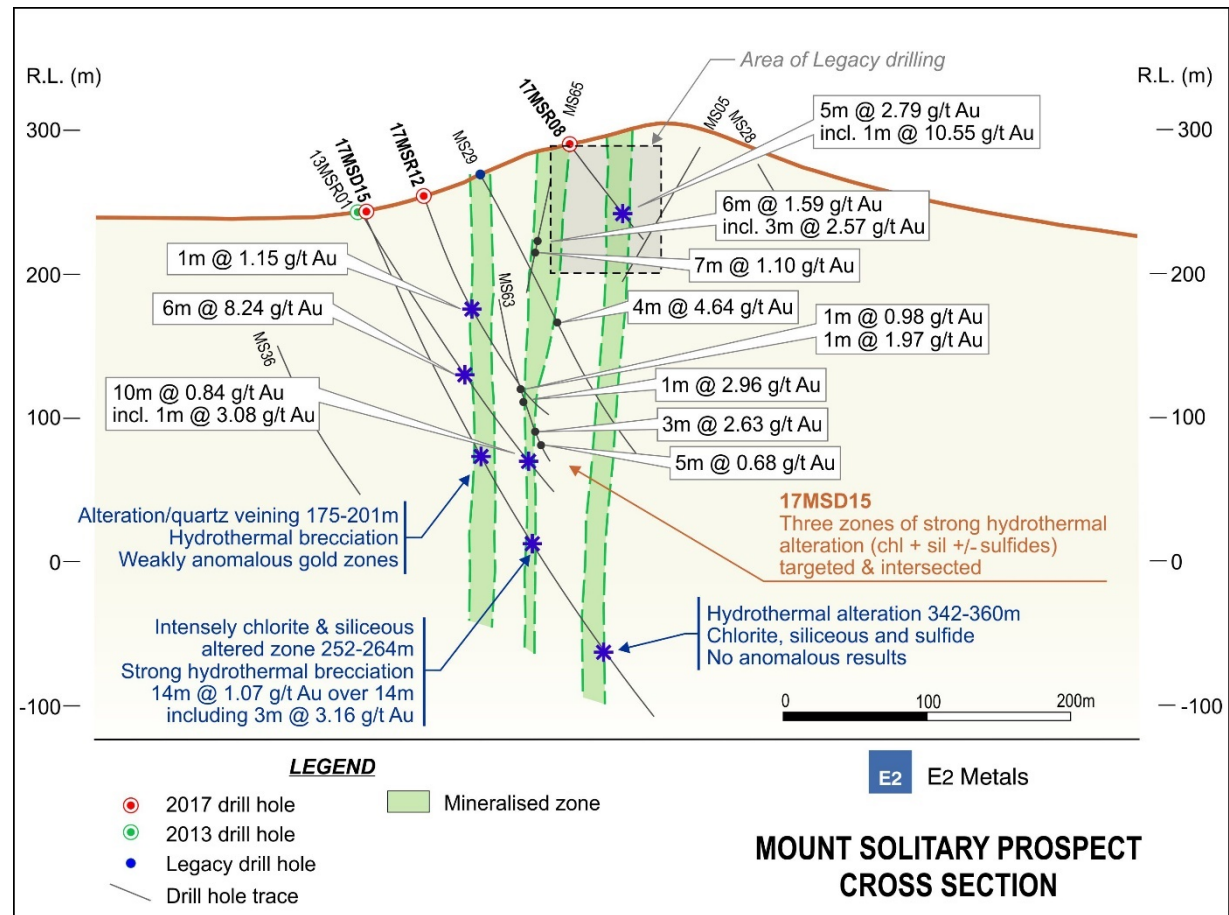 R.L. (m)
R.L. (m)
Area of Legacy drilling
300
300
200
200
100
100
0
0
-100
-100
13MSR01
17MSD15
17MSR12
MS29
17MSR08
MS65
MS05
MS28
MS63
MS36
5m @ 2.79 g/t Au
incl. 1m @ 10.55 g/t Au
6m @ 1.59 g/t Au
incl. 3m @ 2.57 g/t Au
7m @ 1.10 g/t Au
1m @ 1.15 g/t Au
6m @ 8.24 g/t Au
4m @ 4.64 g/t Au
1m @ 0.98 g/t Au
1m @ 1.97 g/t Au
10m @ 0.84 g/t Au
incl. 1m @ 3.08 g/t Au
1m @ 2.96 g/t Au
3m @ 2.63 g/t Au
5m @ 0.68 g/t Au
Alteration/quartz veining 175-201m
Hydrothermal brecciation
Weakly anomalous gold zones
17MSD15
Three zones of strong hydrothermal
alteration (chl + sil +/- sulfides)
targeted & intersected
Intensely chlorite & siliceous
altered zone 252-264m
Strong hydrothermal brecciation
14m @ 1.07 g/t Au over 14m
including 3m @ 3.16 g/t Au
Hydrothermal alteration 342-360m
Chlorite, siliceous and sulfide
No anomalous results
0 100 200m
LEGEND
2017 drill hole
2013 drill hole
Legacy drill hole
Drill hole trace
Mineralised zone
E2 E2 Metals
MOUNT SOLITARY PROSPECT
CROSS SECTION